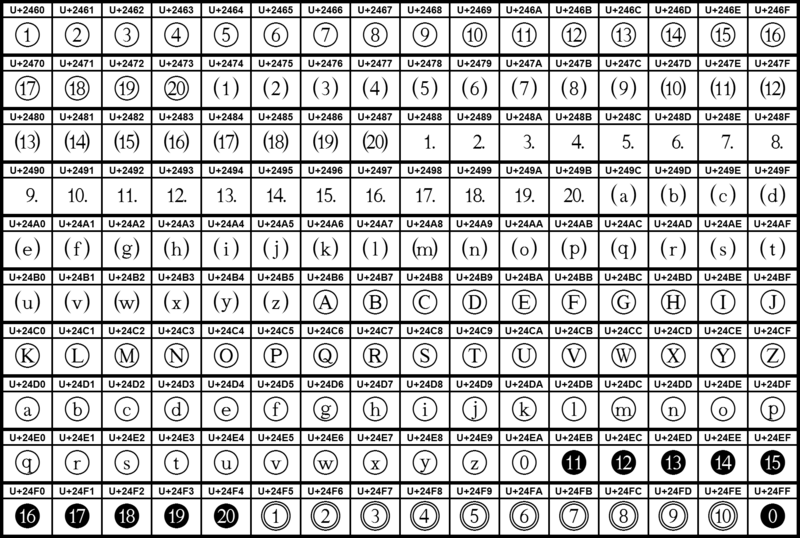 U+2460 U+2461 U+2462 U+2463 U+2464 U+2465 U+2466 U+2467 U+2468 U+2469 U+246A U+246B U+246C U+246D U+246E U+246F
① ② ③ ④ ⑤ ⑥ ⑦ ⑧ ⑨ ⑩ ⑪ ⑫ ⑬ ⑭ ⑮ ⑯
U+2470 U+2471 U+2472 U+2473 U+2474 U+2475 U+2476 U+2477 U+2478 U+2479 U+247A U+247B U+247C U+247D U+247E U+247F
⑰ ⑱ ⑲ ⑳ ⑴ ⑵ ⑶ ⑷ ⑸ ⑹ ⑺ ⑻ ⑼ ⑽ ⑾ ⑿
U+2480 U+2481 U+2482 U+2483 U+2484 U+2485 U+2486 U+2487 U+2488 U+2489 U+248A U+248B U+248C U+248D U+248E U+248F
⒀ ⒁ ⒂ ⒃ ⒄ ⒅ ⒆ ⒇ ⒈ ⒉ ⒊ ⒋ ⒌ ⒍ ⒎ ⒏
U+2490 U+2491 U+2492 U+2493 U+2494 U+2495 U+2496 U+2497 U+2498 U+2499 U+249A U+249B U+249C U+249D U+249E U+249F
⒐ ⒑ ⒒ ⒓ ⒔ ⒕ ⒖ ⒗ ⒘ ⒙ ⒚ ⒛ ⒜ ⒝ ⒞ ⒟
U+24A0 U+24A1 U+24A2 U+24A3 U+24A4 U+24A5 U+24A6 U+24A7 U+24A8 U+24A9 U+24AA U+24AB U+24AC U+24AD U+24AE U+24AF
⒠ ⒡ ⒢ ⒣ ⒤ ⒥ ⒦ ⒧ ⒨ ⒩ ⒪ ⒫ ⒬ ⒭ ⒮ ⒯
U+24B0 U+24B1 U+24B2 U+24B3 U+24B4 U+24B5 U+24B6 U+24B7 U+24B8 U+24B9 U+24BA U+24BB U+24BC U+24BD U+24BE U+24BF
⒰ ⒱ ⒲ ⒳ ⒴ ⒵ Ⓐ Ⓑ Ⓒ Ⓓ Ⓔ Ⓕ Ⓖ Ⓗ Ⓘ Ⓙ
U+24C0 U+24C1 U+24C2 U+24C3 U+24C4 U+24C5 U+24C6 U+24C7 U+24C8 U+24C9 U+24CA U+24CB U+24CC U+24CD U+24CE U+24CF
Ⓚ Ⓛ Ⓜ Ⓝ Ⓞ Ⓟ Ⓠ Ⓡ Ⓢ Ⓣ Ⓤ Ⓥ Ⓦ Ⓧ Ⓨ Ⓩ
U+24D0 U+24D1 U+24D2 U+24D3 U+24D4 U+24D5 U+24D6 U+24D7 U+24D8 U+24D9 U+24DA U+24DB U+24DC U+24DD U+24DE U+24DF
ⓐ ⓑ ⓒ ⓓ ⓔ ⓕ ⓖ ⓗ ⓘ ⓙ ⓚ ⓛ ⓜ ⓝ ⓞ ⓟ
U+24E0 U+24E1 U+24E2 U+24E3 U+24E4 U+24E5 U+24E6 U+24E7 U+24E8 U+24E9 U+24EA U+24EB U+24EC U+24ED U+24EE U+24EF
ⓠ ⓡ ⓢ ⓣ ⓤ ⓥ ⓦ ⓧ ⓨ ⓩ ⓪ ⓫ ⓬ ⓭ ⓮ ⓯
U+24F0 U+24F1 U+24F2 U+24F3 U+24F4 U+24F5 U+24F6 U+24F7 U+24F8 U+24F9 U+24FA U+24FB U+24FC U+24FD U+24FE U+24FF
⓰ ⓱ ⓲ ⓳ ⓴ ⓵ ⓶ ⓷ ⓸ ⓹ ⓺ ⓻ ⓼ ⓽ ⓾ ⓿